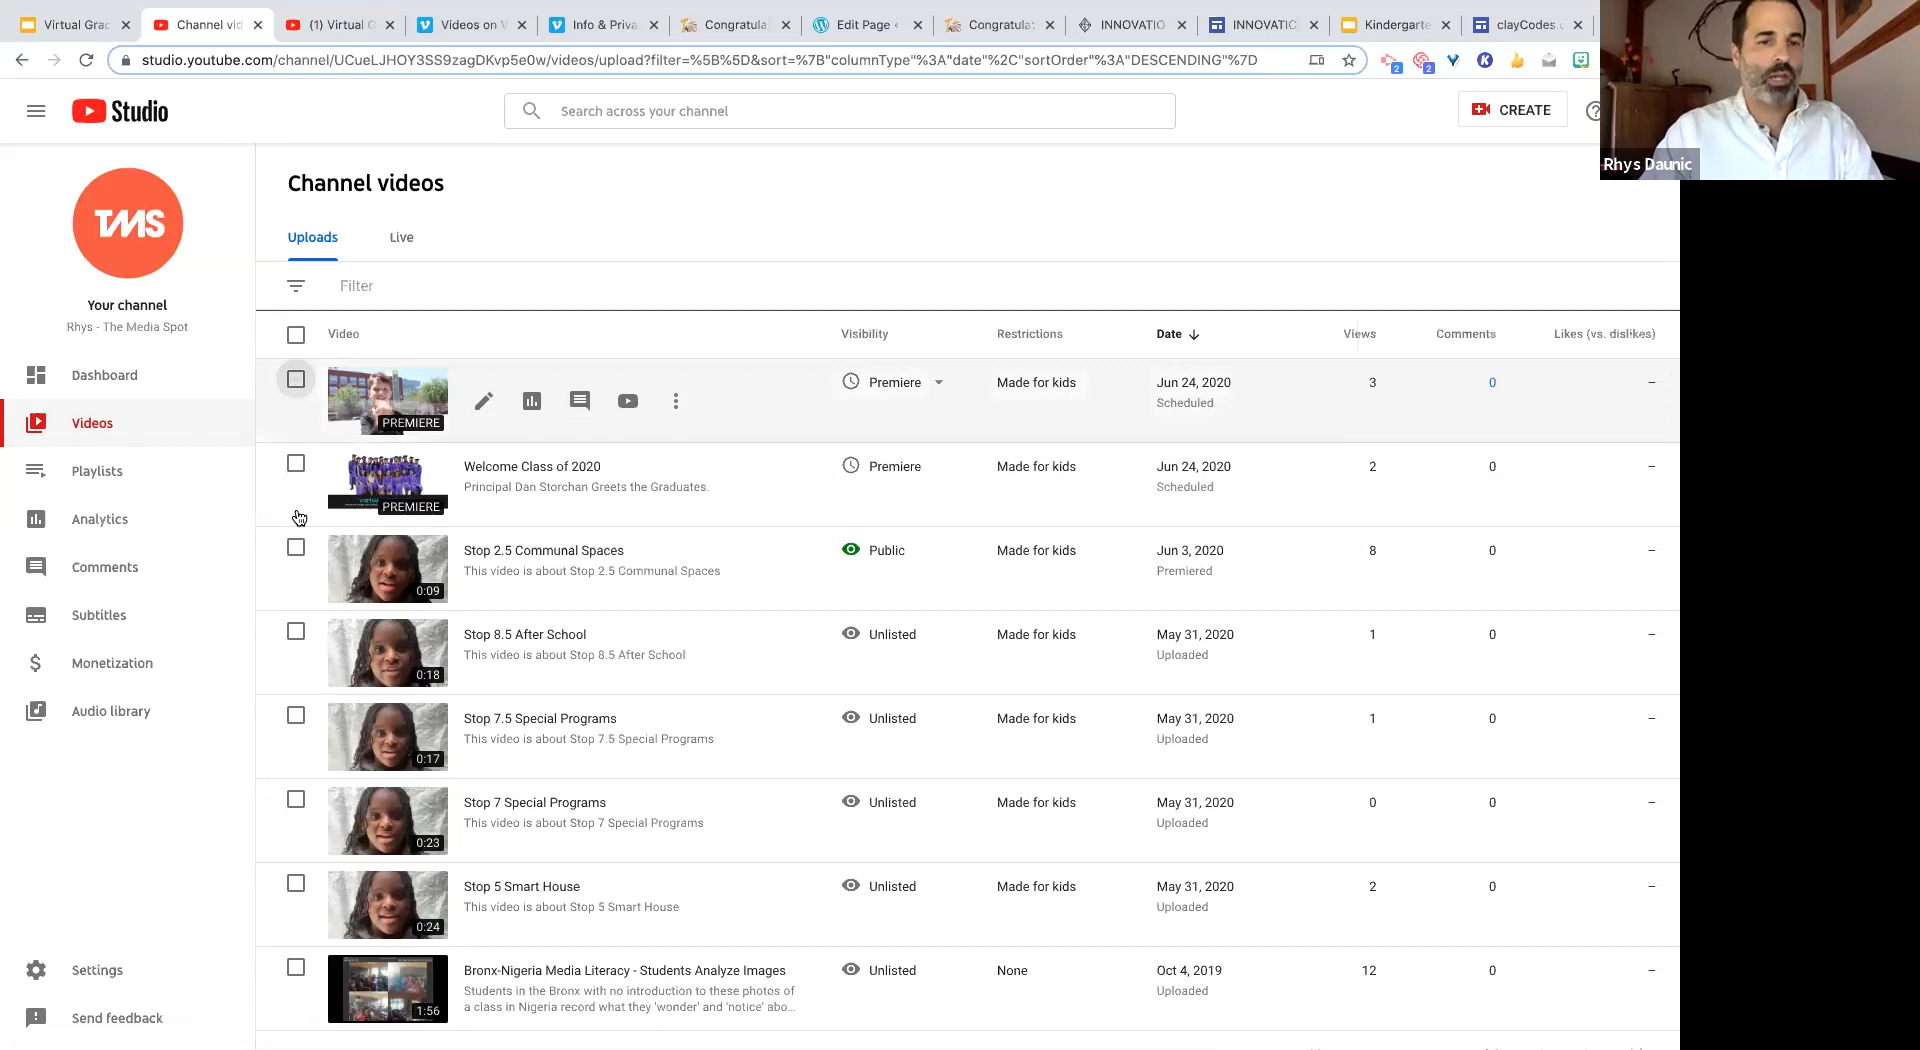 Virtual Grac
Channel vid
(1) Virtual G
Videos on V
Info & Priva
Congratula
Edit Page ‹
Congratulat
INNOVATIO
INNOVATIC
Kindergarte
clayCodes.
studio.youtube.com/channel/UCueLJHOY3SS9zagDKvp5e0w/videos/upload?filter=%5B%5D&sort=%7B"columnType"%3A"date"%2C"sortOrder"%3A"DESCENDING"%7D
2
2
Studio
Search across your channel
CREATE
Rhys Daunic
TMS
Your channel
Rhys - The Media Spot
Dashboard
Videos
Playlists
Analytics
Comments
Subtitles
Monetization
Audio library
Settings
Send feedback
Channel videos
Uploads Live
Filter
Video Visibility Restrictions Date Views Comments Likes (vs. dislikes)
PREMIERE
Premiere Made for kids Jun 24, 2020 3 0 –
Scheduled
Welcome Class of 2020 Premiere Made for kids Jun 24, 2020 2 0 –
Principal Dan Storchan Greets the Graduates. Scheduled
PREMIERE
Stop 2.5 Communal Spaces Public Made for kids Jun 3, 2020 8 0 –
This video is about Stop 2.5 Communal Spaces Premiered
0:09
Stop 8.5 After School Unlisted Made for kids May 31, 2020 1 0 –
This video is about Stop 8.5 After School Uploaded
0:18
Stop 7.5 Special Programs Unlisted Made for kids May 31, 2020 1 0 –
This video is about Stop 7.5 Special Programs Uploaded
0:17
Stop 7 Special Programs Unlisted Made for kids May 31, 2020 0 0 –
This video is about Stop 7 Special Programs Uploaded
0:23
Stop 5 Smart House Unlisted Made for kids May 31, 2020 2 0 –
This video is about Stop 5 Smart House Uploaded
0:24
Bronx-Nigeria Media Literacy - Students Analyze Images Unlisted None Oct 4, 2019 12 0 –
Students in the Bronx with no introduction to these photos of Uploaded
a class in Nigeria record what they 'wonder' and 'notice' abo...
1:56